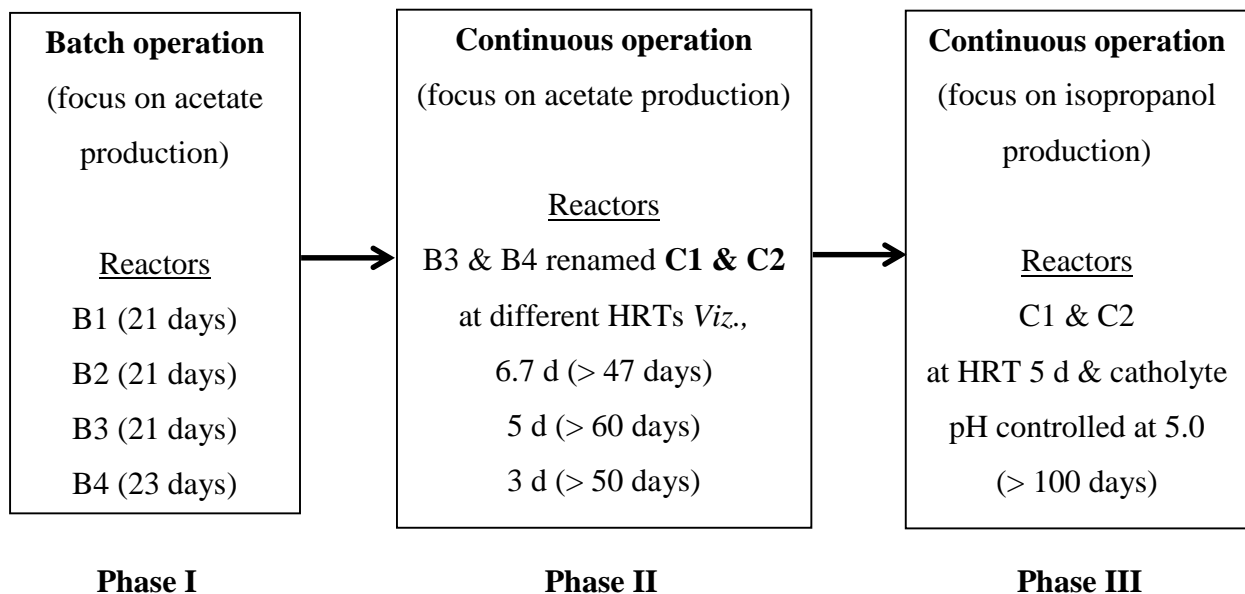 Batch operation
(focus on acetate
production)
Reactors
B1 (21 days)
B2 (21 days)
B3 (21 days)
B4 (23 days)
Phase I
Continuous operation
(focus on acetate production)
Reactors
B3 & B4 renamed C1 & C2
at different HRTs Viz.,
6.7 d (> 47 days)
5 d (> 60 days)
3 d (> 50 days)
Phase II
Continuous operation
(focus on isopropanol
production)
Reactors
C1 & C2
at HRT 5 d & catholyte
pH controlled at 5.0
(> 100 days)
Phase III